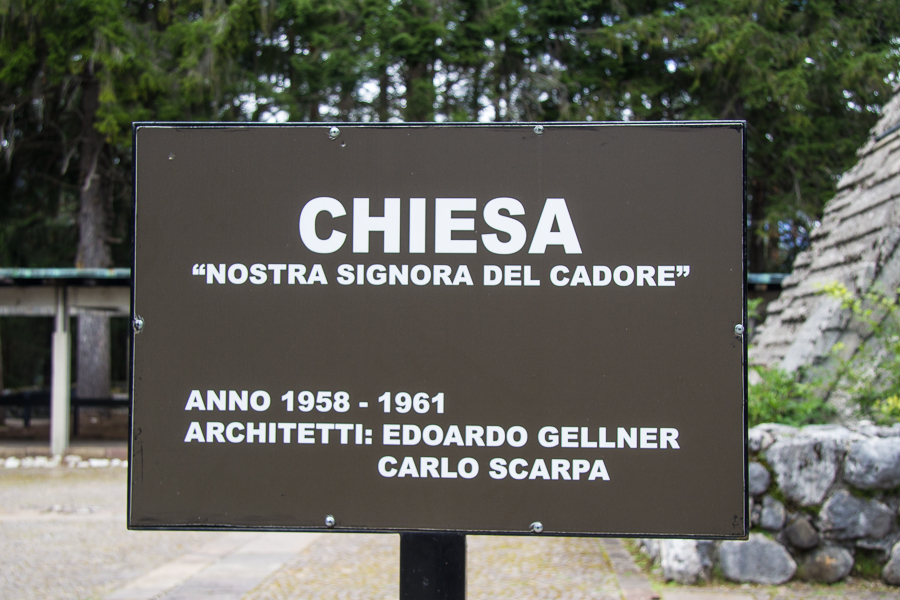 CHIESA
“NOSTRA SIGNORA DEL CADORE”
ANNO 1958 - 1961
ARCHITETTI: EDOARDO GELLNER
CARLO SCARPA